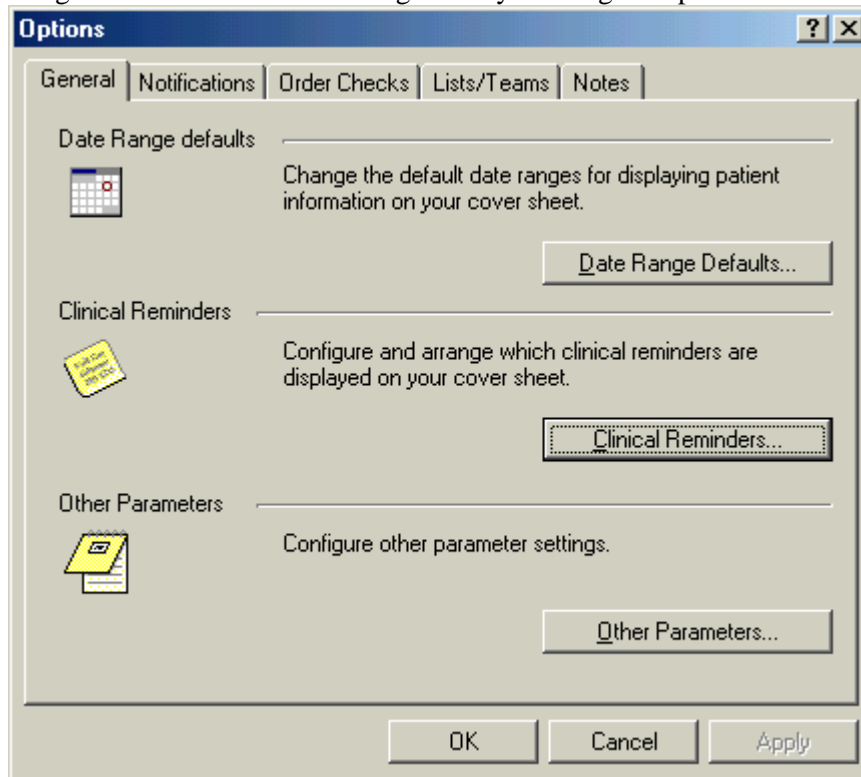 Options
General Notifications Order Checks Lists/Teams Notes
Date Range defaults
Change the default date ranges for displaying patient
information on your cover sheet.
Date Range Defaults...
Clinical Reminders
Configure and arrange which clinical reminders are
displayed on your cover sheet.
Clinical Reminders...
Other Parameters
Configure other parameter settings.
Other Parameters...
OK Cancel Apply